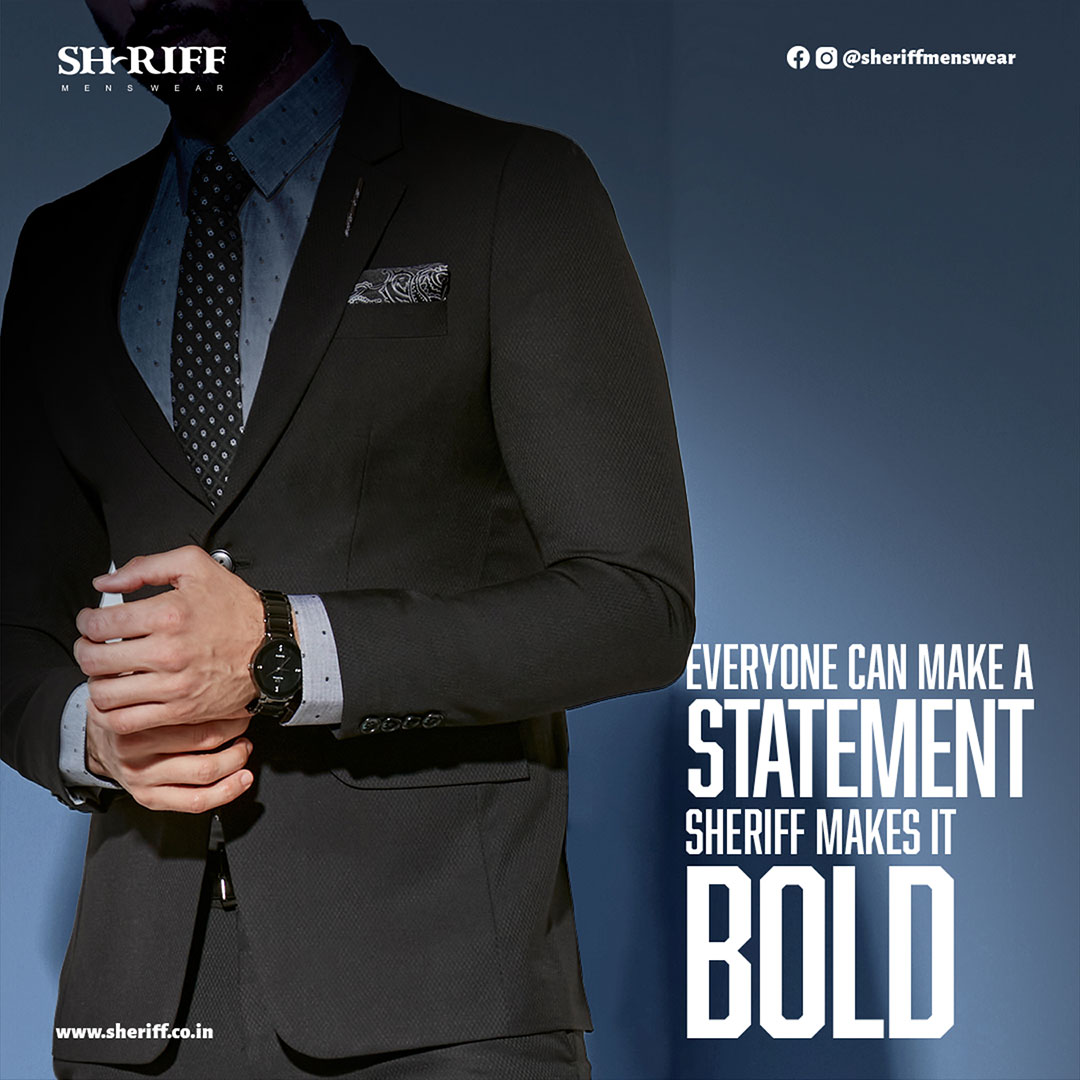 SH~RIFF
MENSWEAR
@sheriffmenswear
EVERYONE CAN MAKE A
STATEMENT
SHERIFF MAKES IT
BOLD
www.sheriff.co.in